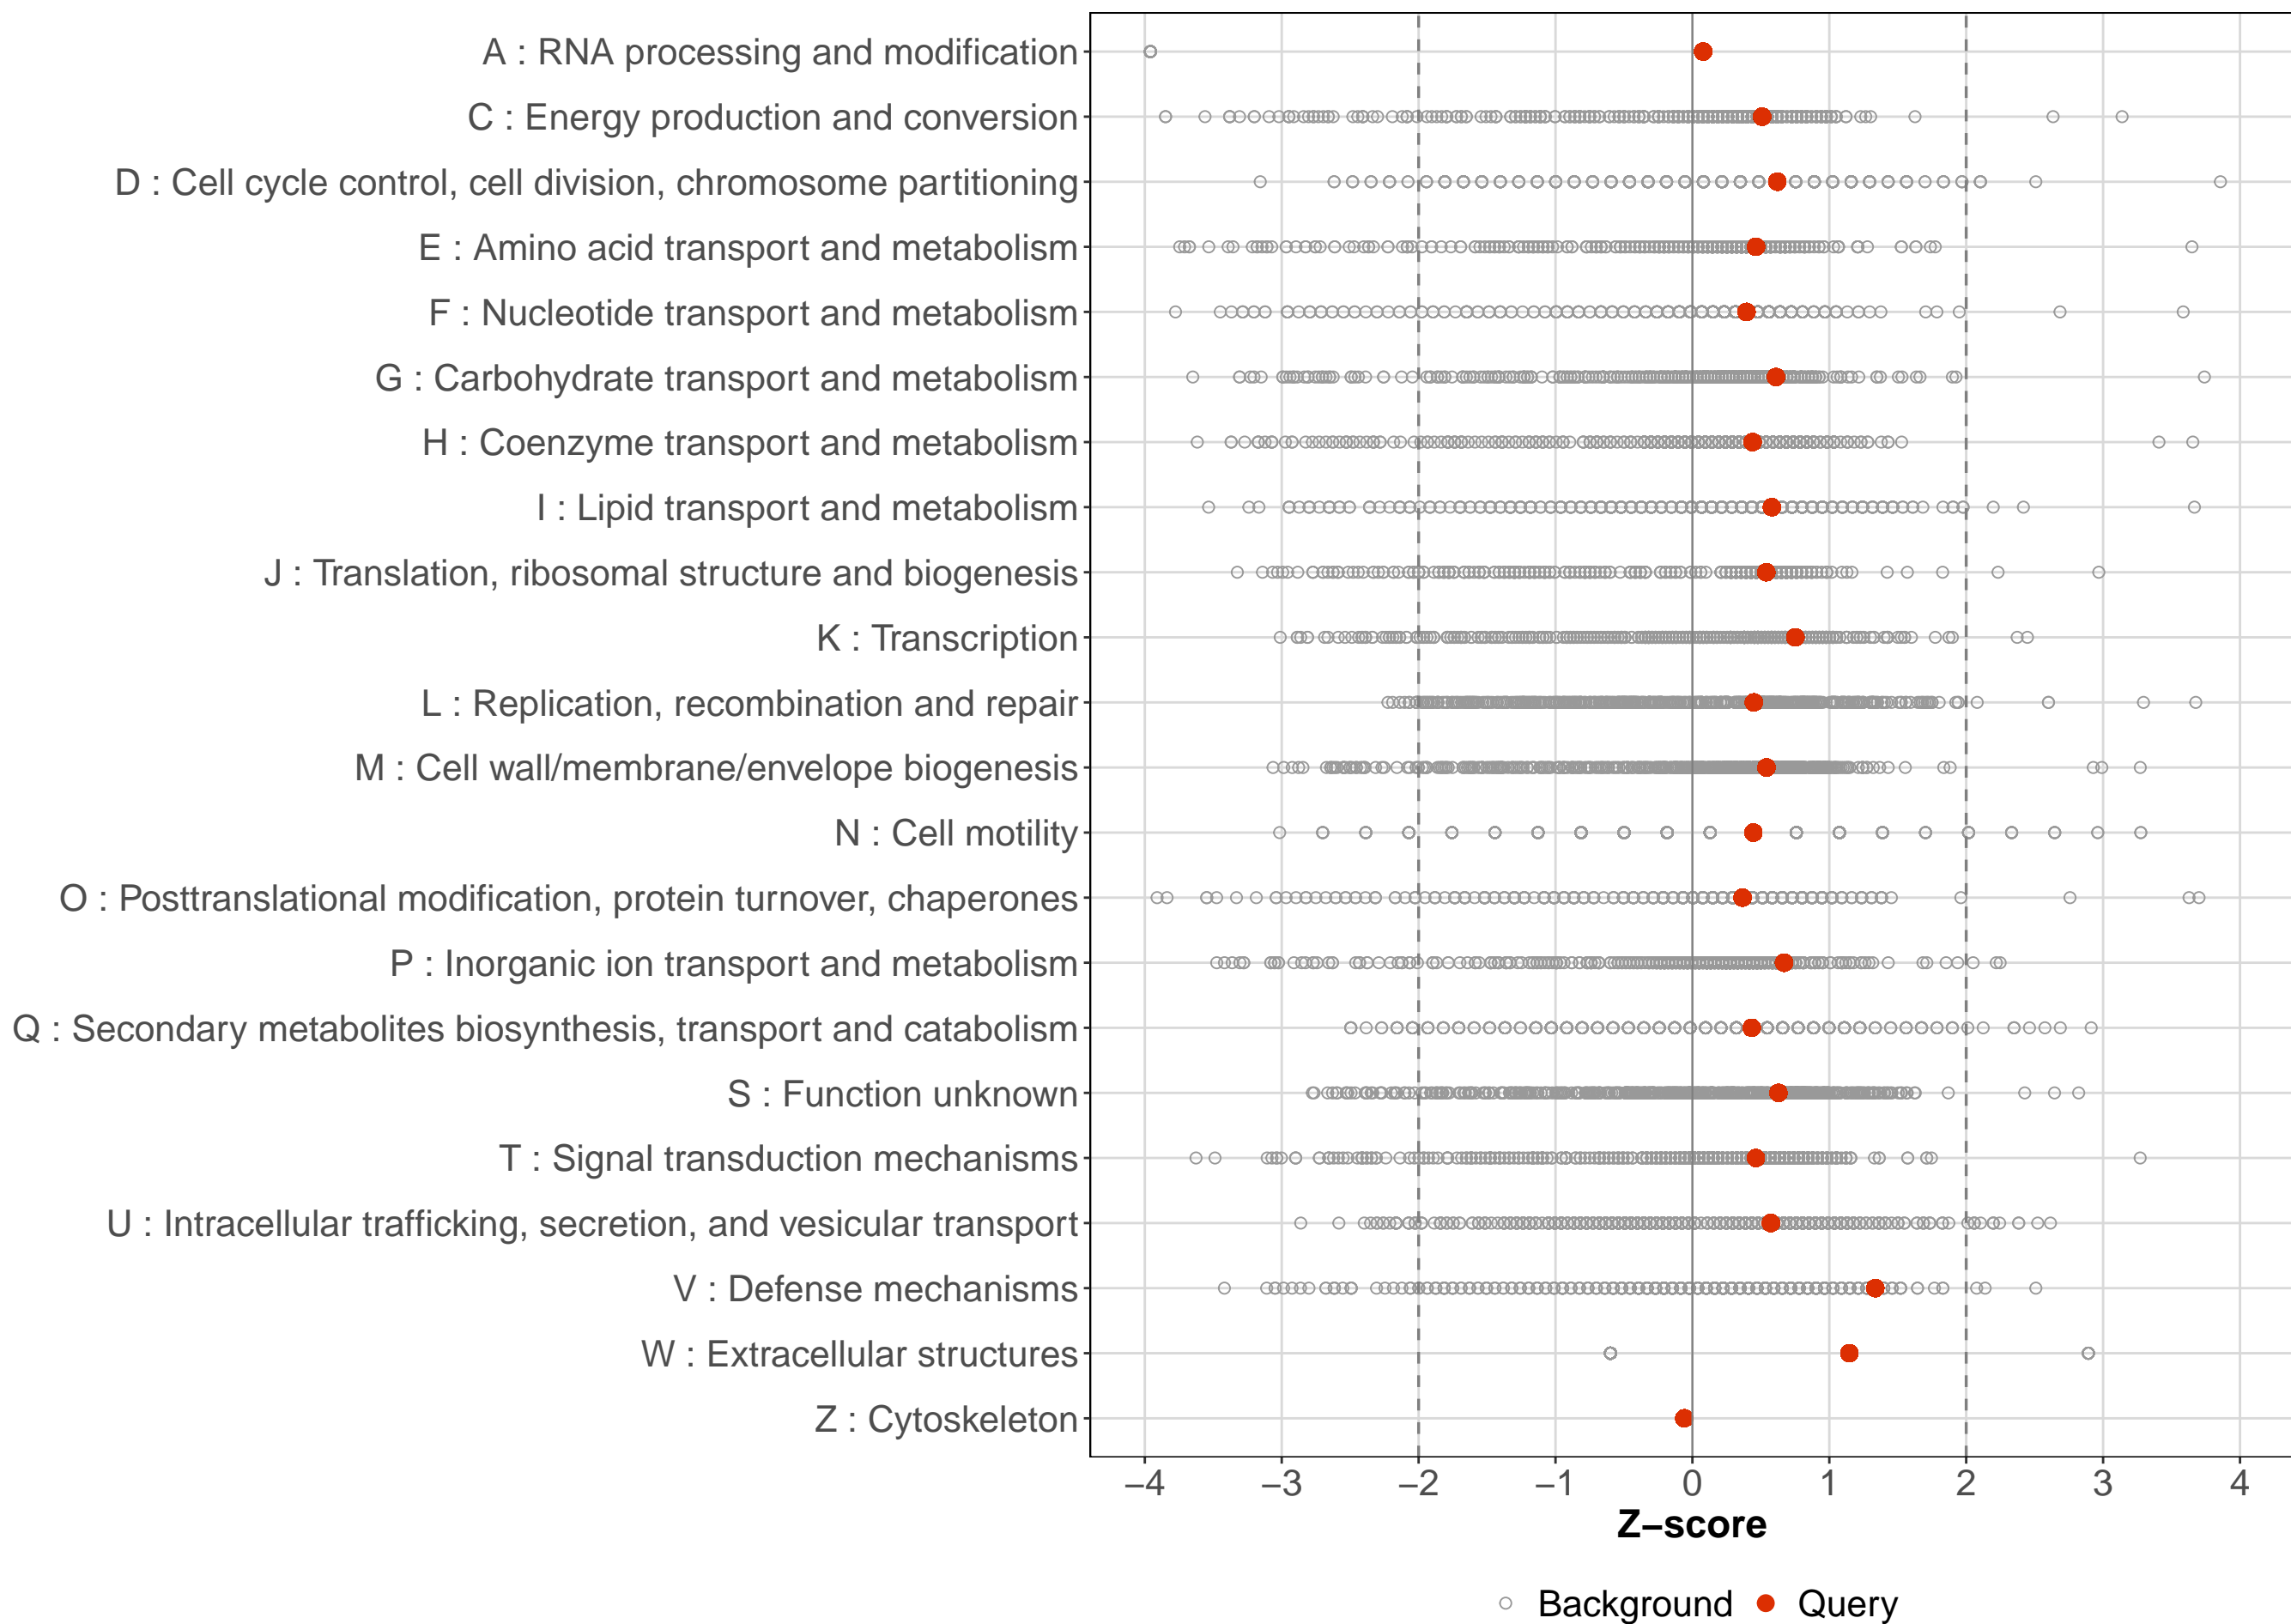 A : RNA processing and modification
C : Energy production and conversion
D : Cell cycle control, cell division, chromosome partitioning
E : Amino acid transport and metabolism
F : Nucleotide transport and metabolism
G : Carbohydrate transport and metabolism
H : Coenzyme transport and metabolism
I : Lipid transport and metabolism
J : Translation, ribosomal structure and biogenesis
K : Transcription
L : Replication, recombination and repair
M : Cell wall/membrane/envelope biogenesis
N : Cell motility
O : Posttranslational modification, protein turnover, chaperones
P : Inorganic ion transport and metabolism
Q : Secondary metabolites biosynthesis, transport and catabolism
S : Function unknown
T : Signal transduction mechanisms
U : Intracellular trafficking, secretion, and vesicular transport
V : Defense mechanisms
W : Extracellular structures
Z : Cytoskeleton
−4 −3 −2 −1 0 1 2 3 4
Z−score
Background Query